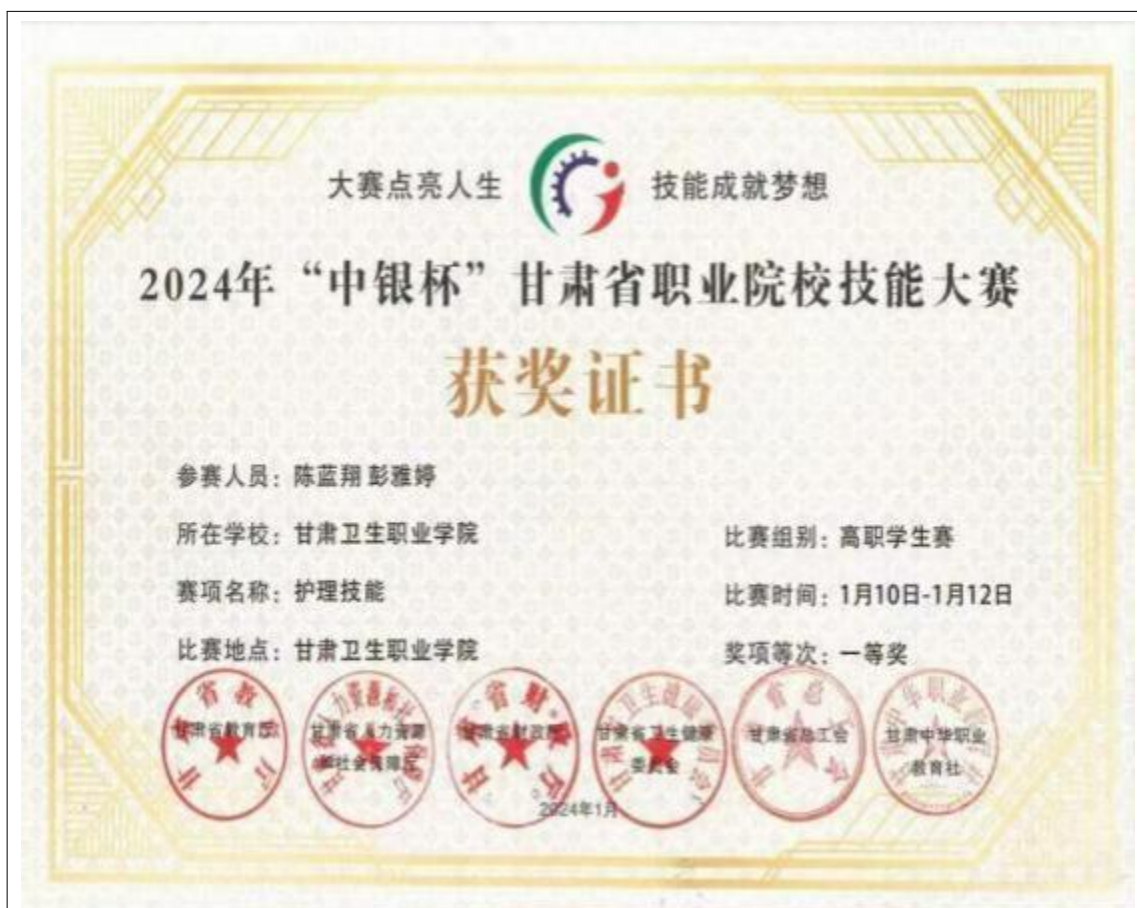 大赛点亮人生 技能成就梦想
2024年“中银杯”甘肃省职业院校技能大赛
获奖证书
参赛人员：陈蓝翔 彭雅婷
所在学校：甘肃卫生职业学院 比赛组别：高职学生赛
赛项名称：护理技能 比赛时间：1月10日-1月12日
比赛地点：甘肃卫生职业学院 奖项等次：一等奖
甘肃省教育厅 甘肃省人力资源 甘肃省财政厅 甘肃省卫生健康 甘肃省总工会 甘肃中华职业
和社会保障厅 委员会 教育社
2024年1月